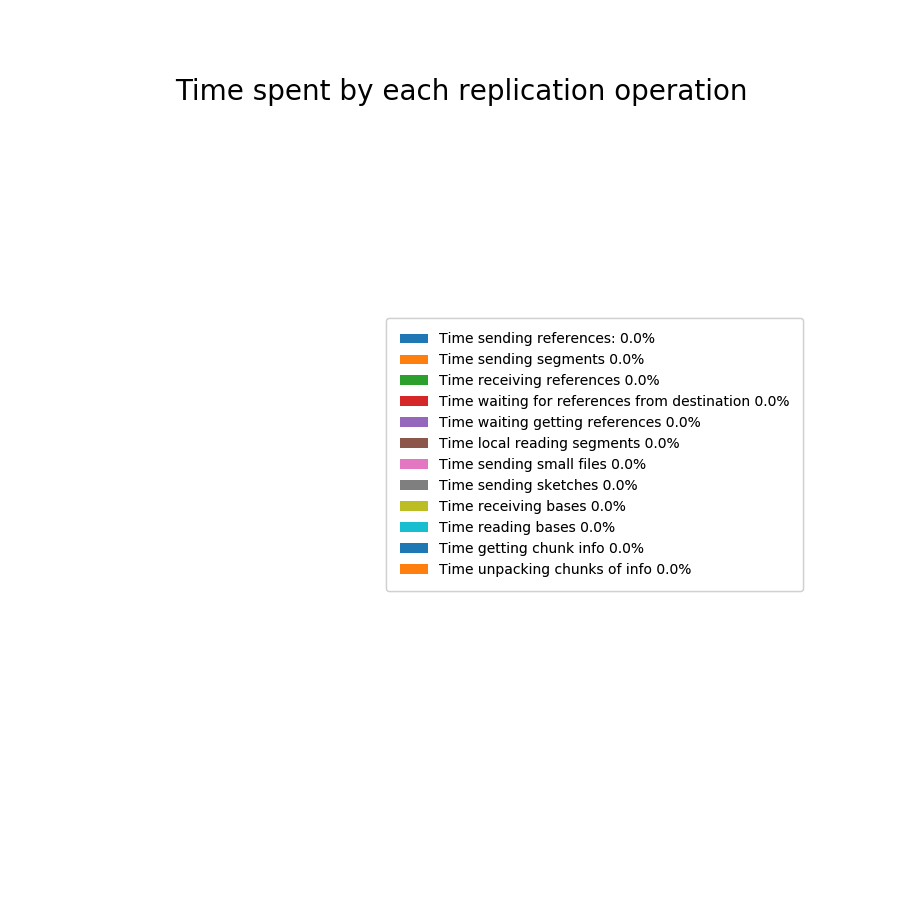 Time spent by each replication operation
Time sending references: 0.0%
Time sending segments 0.0%
Time receiving references 0.0%
Time waiting for references from destination 0.0%
Time waiting getting references 0.0%
Time local reading segments 0.0%
Time sending small files 0.0%
Time sending sketches 0.0%
Time receiving bases 0.0%
Time reading bases 0.0%
Time getting chunk info 0.0%
Time unpacking chunks of info 0.0%